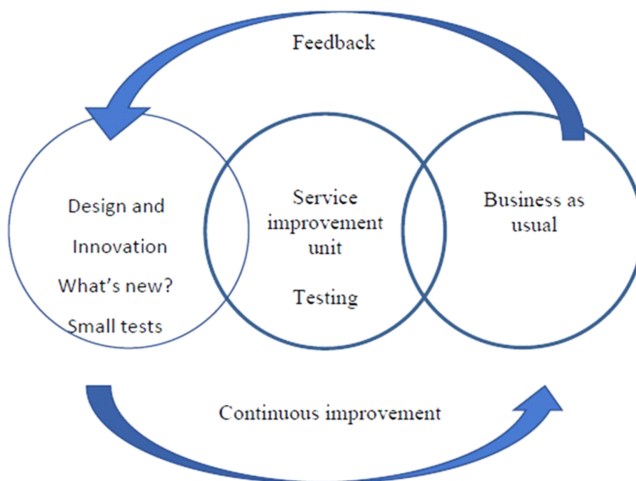 Feedback
Design and
Innovation
What's new?
Small tests
Service
improvement
unit
Testing
Business as
usual
Continuous improvement